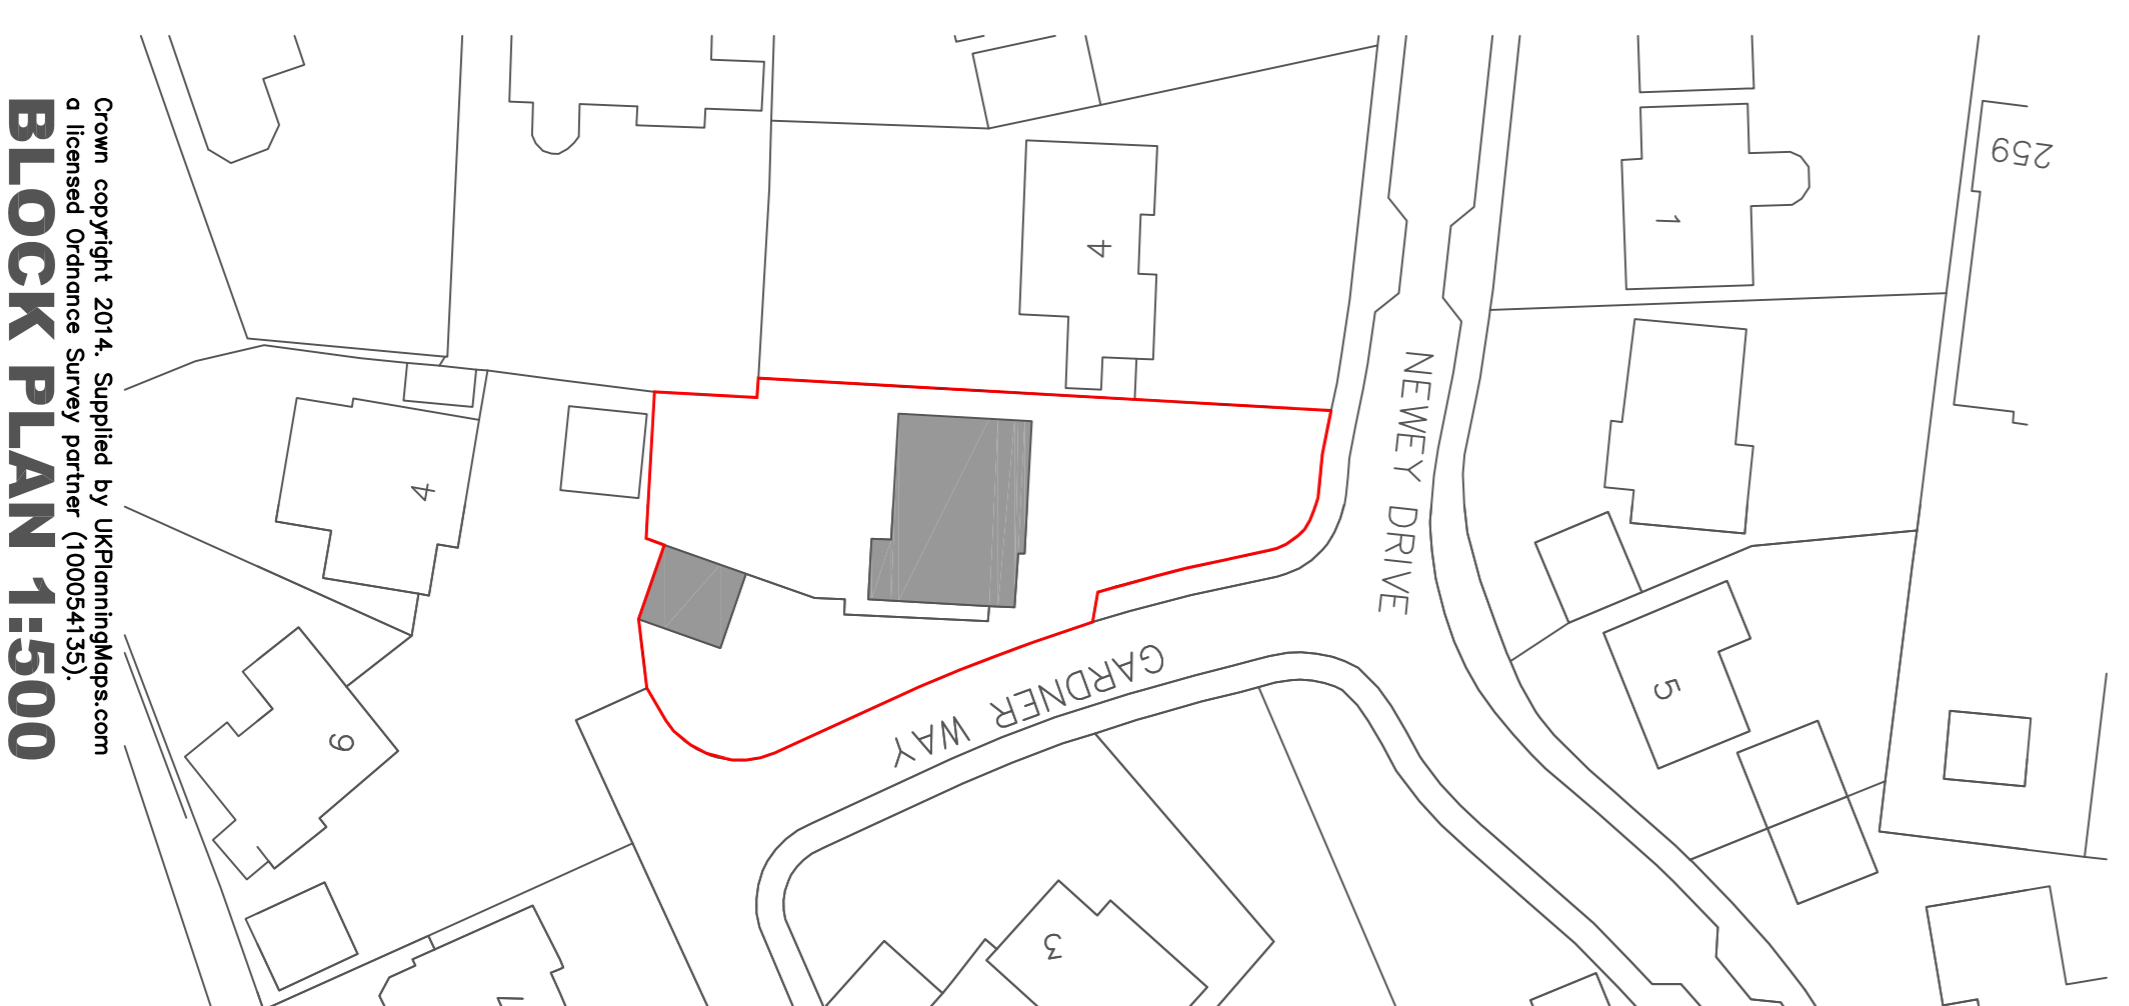 Crown copyright 2014. Supplied by UKPlanningMaps.com
a licensed Ordnance Survey partner (100054135).
BLOCK PLAN 1:500
259
1
4
NEWEY DRIVE
4
5
GARDNER WAY
6
3
7